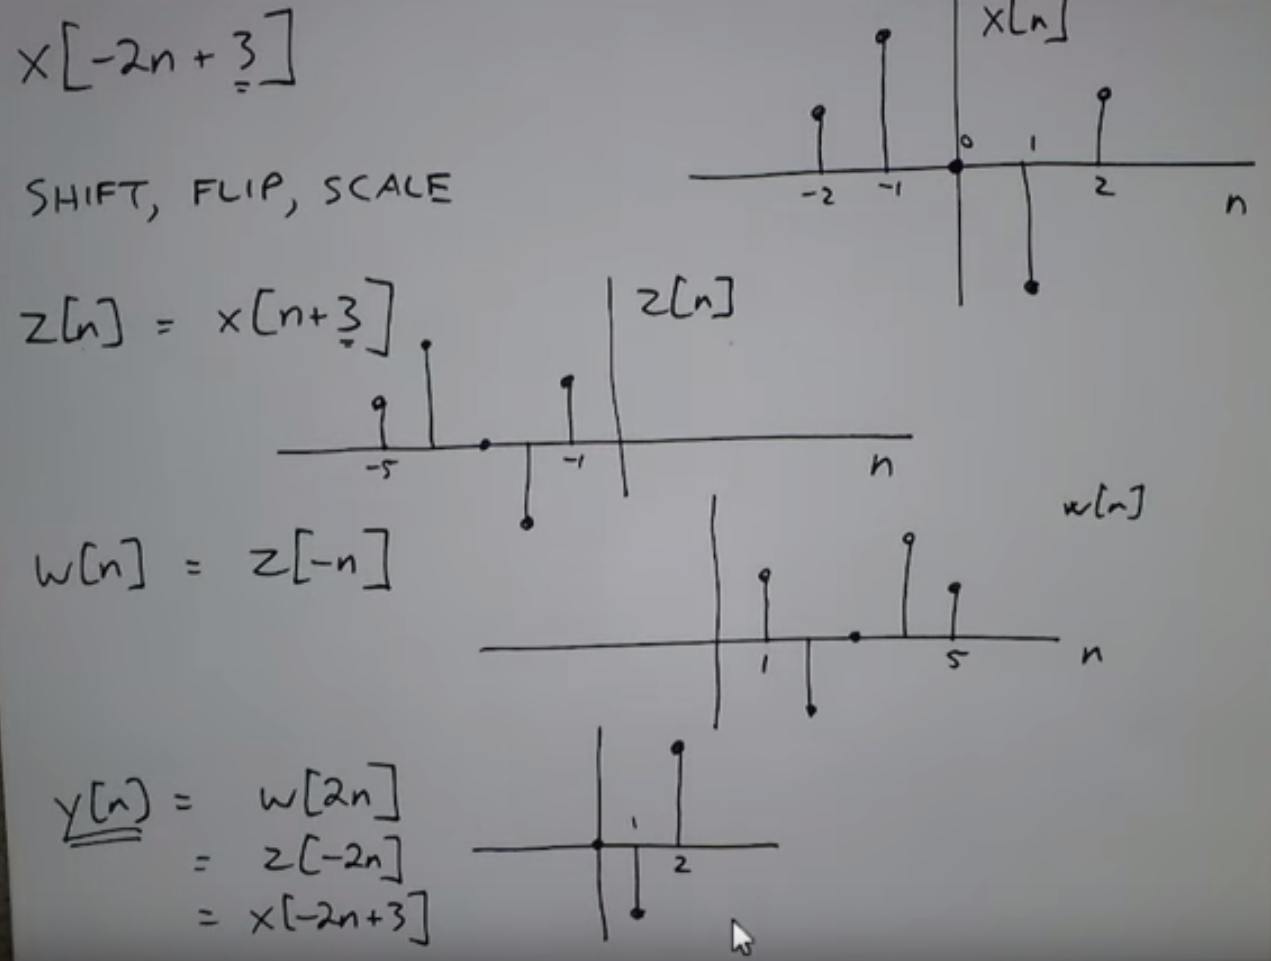 x[-2n + 3]
x[n]
0 1
-2 -1 2 n
SHIFT, FLIP, SCALE
z[n] = x[n+3]
z[n]
-5 -1 n
w[n] = z[-n]
w[n]
1 5 n
y[n] = w[2n]
= z[-2n]
= x[-2n+3]
1
2